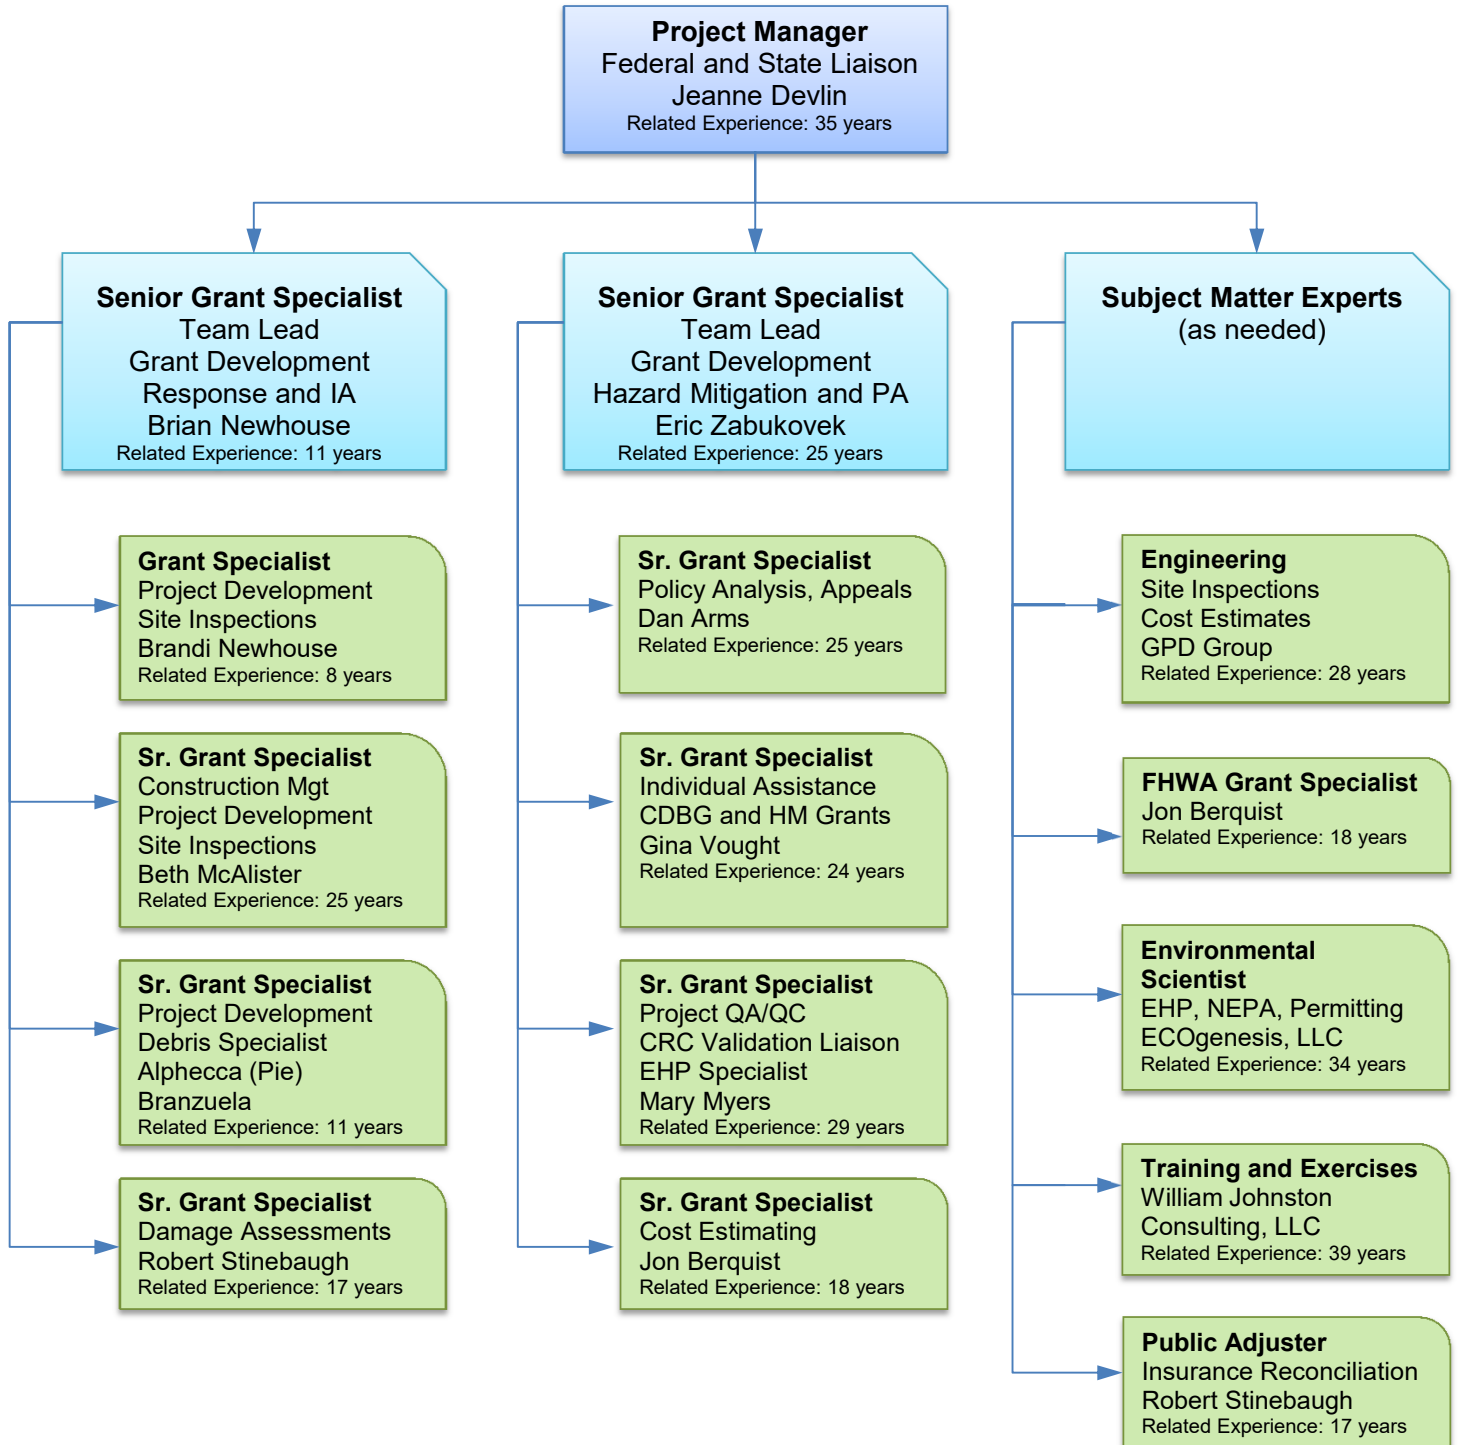 Project Manager
Federal and State Liaison
Jeanne Devlin
Related Experience: 35 years
Senior Grant Specialist
Team Lead
Grant Development
Response and IA
Brian Newhouse
Related Experience: 11 years
Grant Specialist
Project Development
Site Inspections
Brandi Newhouse
Related Experience: 8 years
Sr. Grant Specialist
Construction Mgt
Project Development
Site Inspections
Beth McAlister
Related Experience: 25 years
Sr. Grant Specialist
Project Development
Debris Specialist
Alphecca (Pie)
Branzuela
Related Experience: 11 years
Sr. Grant Specialist
Damage Assessments
Robert Stinebaugh
Related Experience: 17 years
Senior Grant Specialist
Team Lead
Grant Development
Hazard Mitigation and PA
Eric Zabukovek
Related Experience: 25 years
Sr. Grant Specialist
Policy Analysis, Appeals
Dan Arms
Related Experience: 25 years
Sr. Grant Specialist
Individual Assistance
CDBG and HM Grants
Gina Vought
Related Experience: 24 years
Sr. Grant Specialist
Project QA/QC
CRC Validation Liaison
EHP Specialist
Mary Myers
Related Experience: 29 years
Sr. Grant Specialist
Cost Estimating
Jon Berquist
Related Experience: 18 years
Subject Matter Experts
(as needed)
Engineering
Site Inspections
Cost Estimates
GPD Group
Related Experience: 28 years
FHWA Grant Specialist
Jon Berquist
Related Experience: 18 years
Environmental
Scientist
EHP, NEPA, Permitting
ECOgenesis, LLC
Related Experience: 34 years
Training and Exercises
William Johnston
Consulting, LLC
Related Experience: 39 years
Public Adjuster
Insurance Reconciliation
Robert Stinebaugh
Related Experience: 17 years